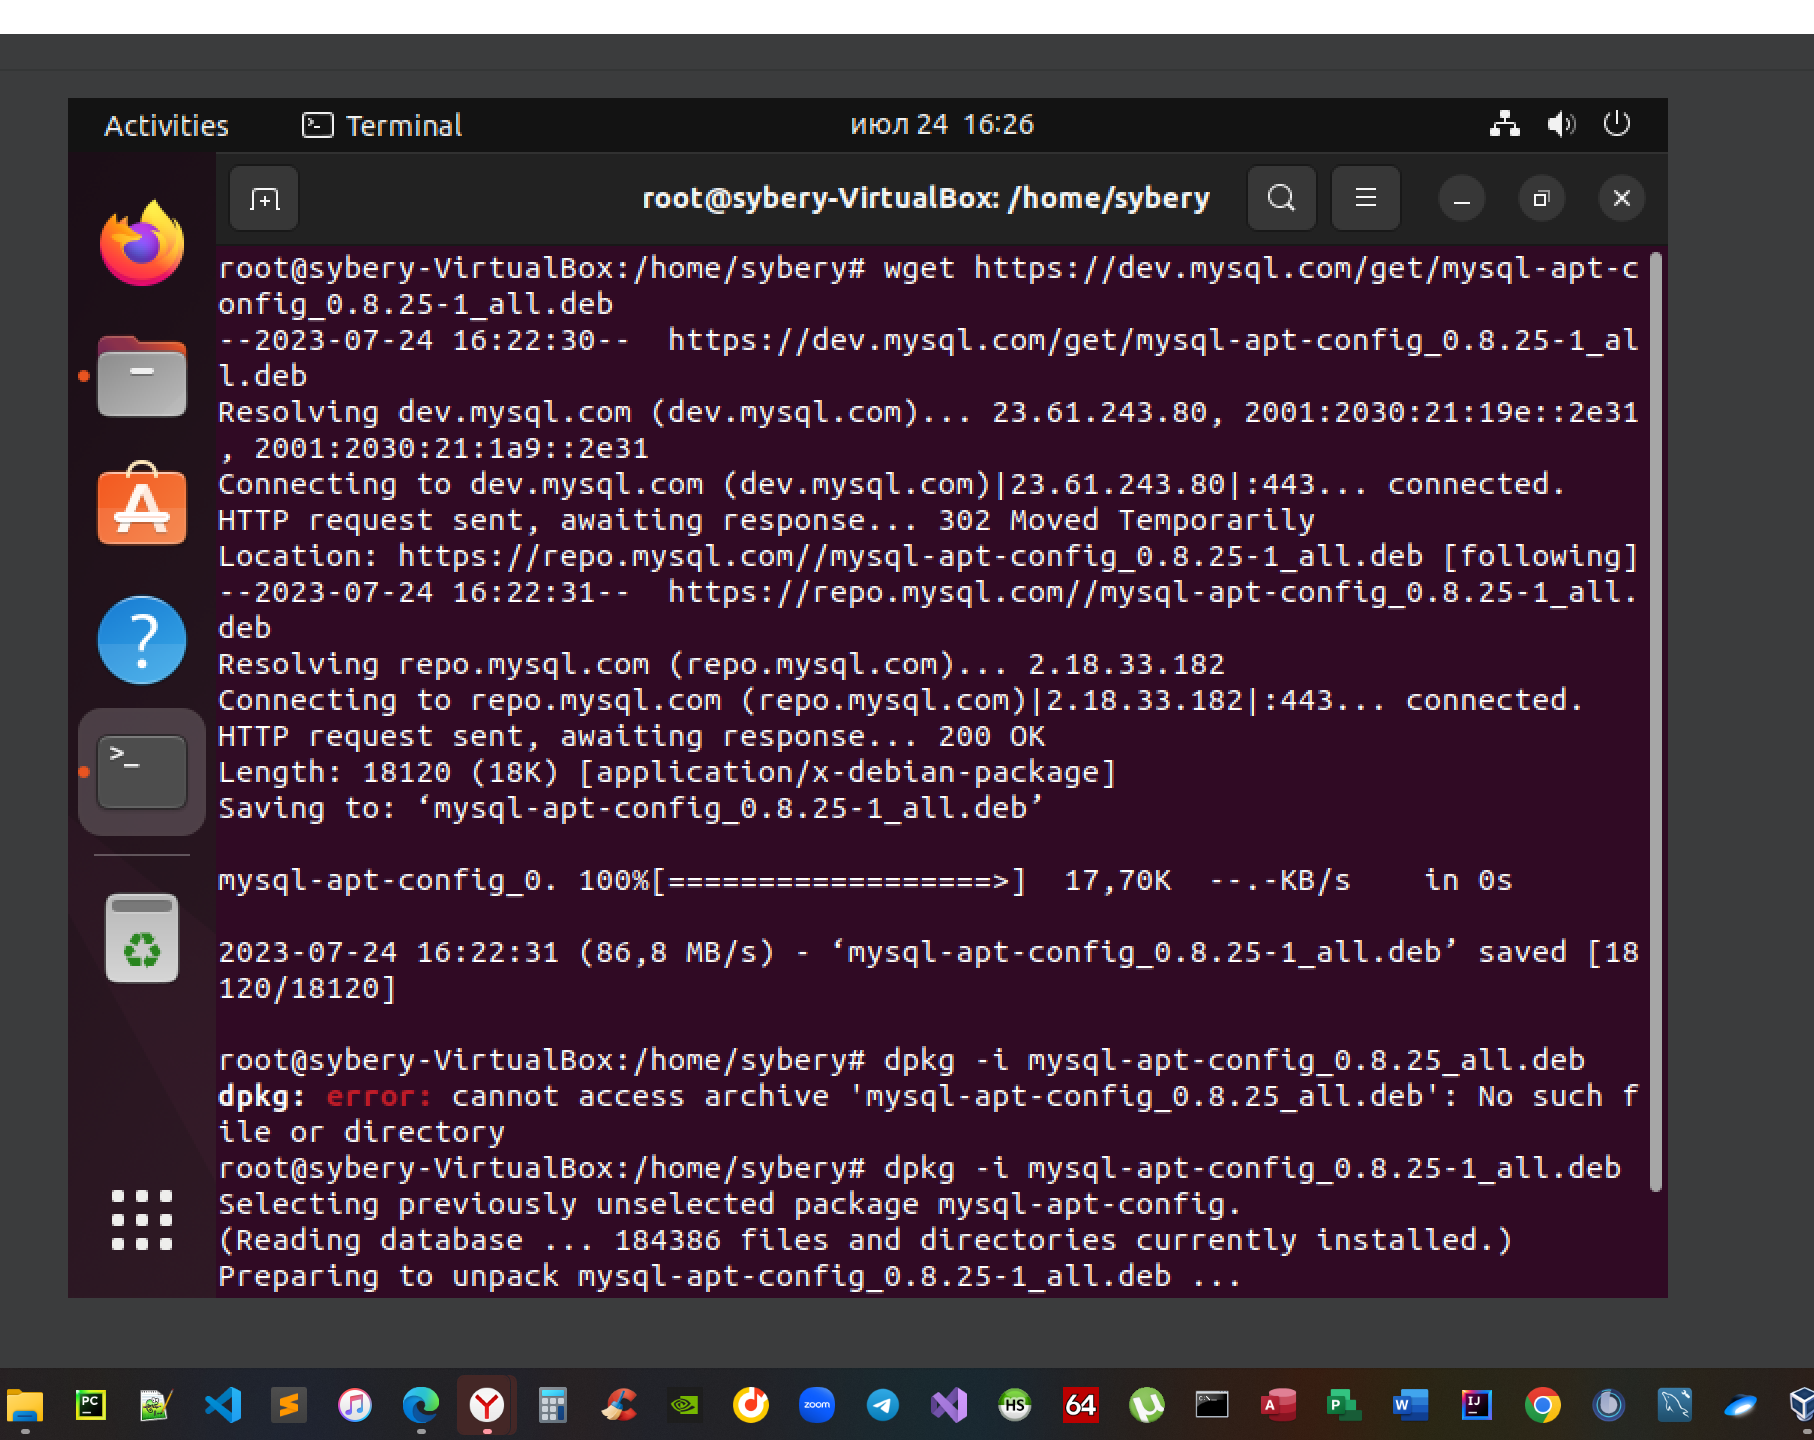 Activities
Terminal
июл 24 16:26
root@sybery-VirtualBox: /home/sybery
root@sybery-VirtualBox:/home/sybery# wget https://dev.mysql.com/get/mysql-apt-c
onfig_0.8.25-1_all.deb
--2023-07-24 16:22:30--  https://dev.mysql.com/get/mysql-apt-config_0.8.25-1_al
l.deb
Resolving dev.mysql.com (dev.mysql.com)... 23.61.243.80, 2001:2030:21:19e::2e31
, 2001:2030:21:1a9::2e31
Connecting to dev.mysql.com (dev.mysql.com)|23.61.243.80|:443... connected.
HTTP request sent, awaiting response... 302 Moved Temporarily
Location: https://repo.mysql.com//mysql-apt-config_0.8.25-1_all.deb [following]
--2023-07-24 16:22:31--  https://repo.mysql.com//mysql-apt-config_0.8.25-1_all.
deb
Resolving repo.mysql.com (repo.mysql.com)... 2.18.33.182
Connecting to repo.mysql.com (repo.mysql.com)|2.18.33.182|:443... connected.
HTTP request sent, awaiting response... 200 OK
Length: 18120 (18K) [application/x-debian-package]
Saving to: ‘mysql-apt-config_0.8.25-1_all.deb’
mysql-apt-config_0. 100%[==================>]  17,70K  --.-KB/s    in 0s
2023-07-24 16:22:31 (86,8 MB/s) - ‘mysql-apt-config_0.8.25-1_all.deb’ saved [18
120/18120]
root@sybery-VirtualBox:/home/sybery# dpkg -i mysql-apt-config_0.8.25_all.deb
dpkg: error: cannot access archive 'mysql-apt-config_0.8.25_all.deb': No such f
ile or directory
root@sybery-VirtualBox:/home/sybery# dpkg -i mysql-apt-config_0.8.25-1_all.deb
Selecting previously unselected package mysql-apt-config.
(Reading database ... 184386 files and directories currently installed.)
Preparing to unpack mysql-apt-config_0.8.25-1_all.deb ...
PC zoom HS 64 A P W IJ